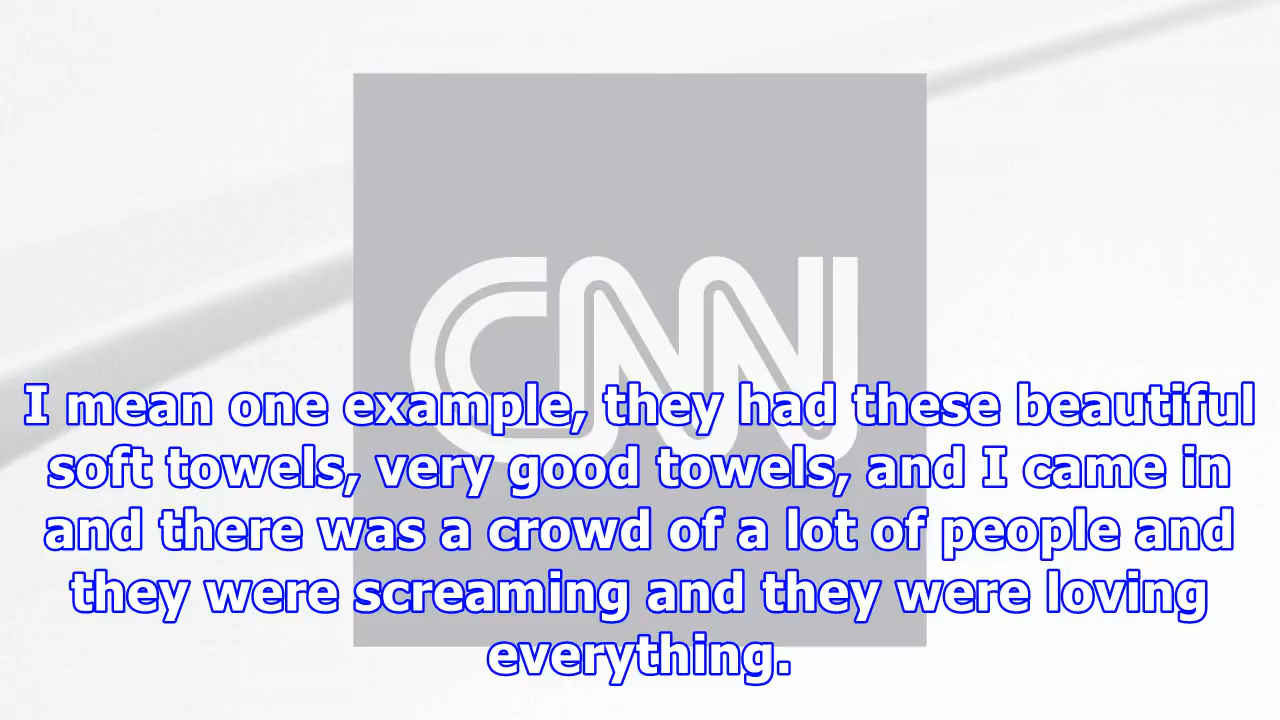 CNN
I mean one example, they had these beautiful
soft towels, very good towels, and I came in
and there was a crowd of a lot of people and
they were screaming and they were loving
everything.